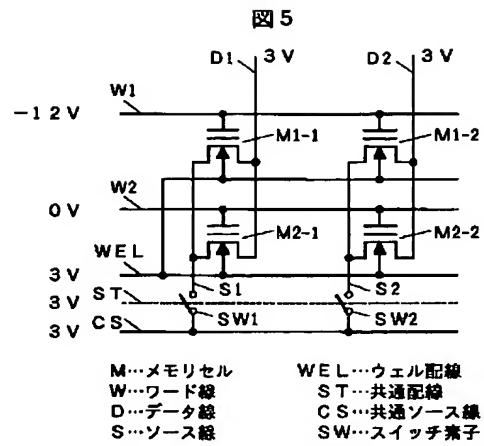 図5
D1 3V D2 3V
W1
-12V
M1-1 M1-2
W2
0V
M2-1 M2-2
WEL
3V S1 S2
ST
3V
CS SW1 SW2
3V
M…メモリセル WEL…ウェル配線
W…ワード線 ST…共通配線
D…データ線 CS…共通ソース線
S…ソース線 SW…スイッチ素子